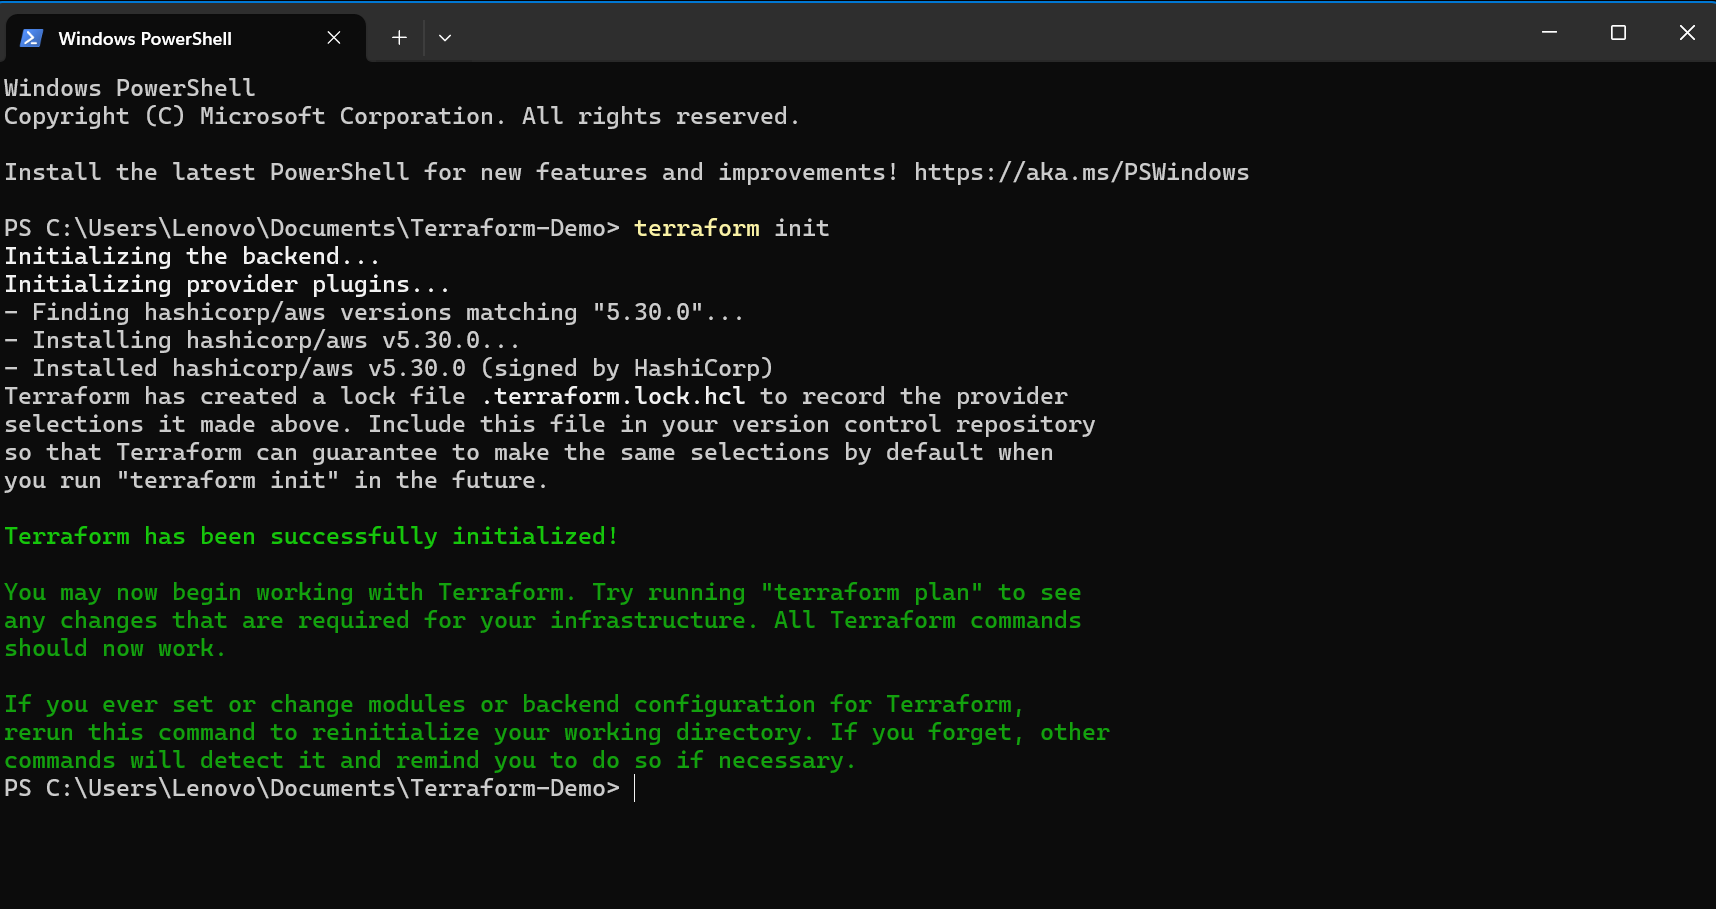 Windows PowerShell
Windows PowerShell
Copyright (C) Microsoft Corporation. All rights reserved.
Install the latest PowerShell for new features and improvements! https://aka.ms/PSWindows
PS C:\Users\Lenovo\Documents\Terraform-Demo> terraform init
Initializing the backend...
Initializing provider plugins...
- Finding hashicorp/aws versions matching "5.30.0"...
- Installing hashicorp/aws v5.30.0...
- Installed hashicorp/aws v5.30.0 (signed by HashiCorp)
Terraform has created a lock file .terraform.lock.hcl to record the provider
selections it made above. Include this file in your version control repository
so that Terraform can guarantee to make the same selections by default when
you run "terraform init" in the future.
Terraform has been successfully initialized!
You may now begin working with Terraform. Try running "terraform plan" to see
any changes that are required for your infrastructure. All Terraform commands
should now work.
If you ever set or change modules or backend configuration for Terraform,
rerun this command to reinitialize your working directory. If you forget, other
commands will detect it and remind you to do so if necessary.
PS C:\Users\Lenovo\Documents\Terraform-Demo>